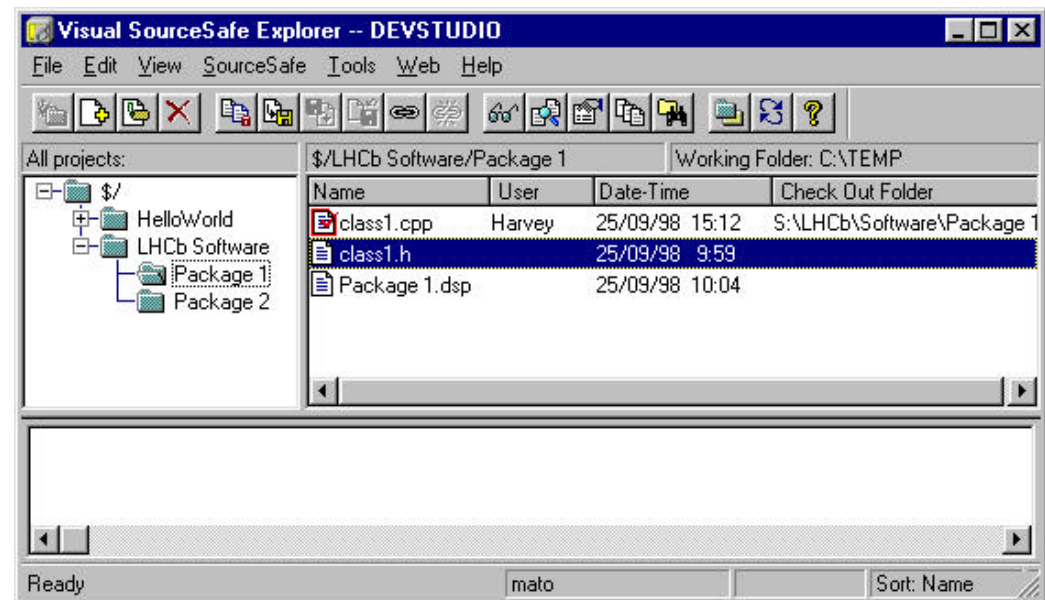 Visual SourceSafe Explorer -- DEVSTUDIO
File Edit View SourceSafe Tools Web Help
All projects:
$/LHCb Software/Package 1
Working Folder: C:\TEMP
$/
HelloWorld
LHCb Software
Package 1
Package 2
Name User Date-Time Check Out Folder
class1.cpp Harvey 25/09/98 15:12 S:\LHCb\Software\Package 1
class1.h 25/09/98 9:59
Package 1.dsp 25/09/98 10:04
Ready mato Sort: Name